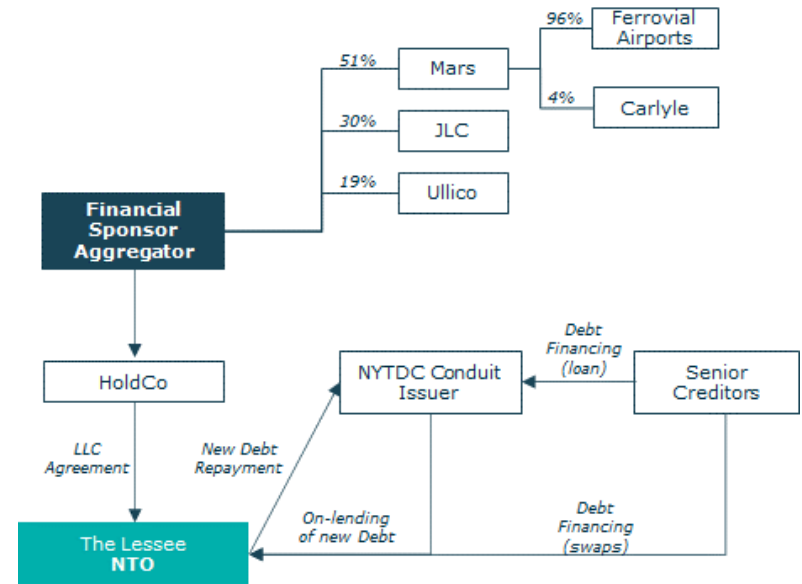 96%
Ferrovial
Airports
51%
Mars
4%
Carlyle
30%
JLC
19%
Ullico
Financial
Sponsor
Aggregator
HoldCo
NYTDC Conduit
Issuer
Debt
Financing
(loan)
Senior
Creditors
LLC
Agreement
New Debt
Repayment
On-lending
of new Debt
Debt
Financing
(swaps)
The Lessee
NTO